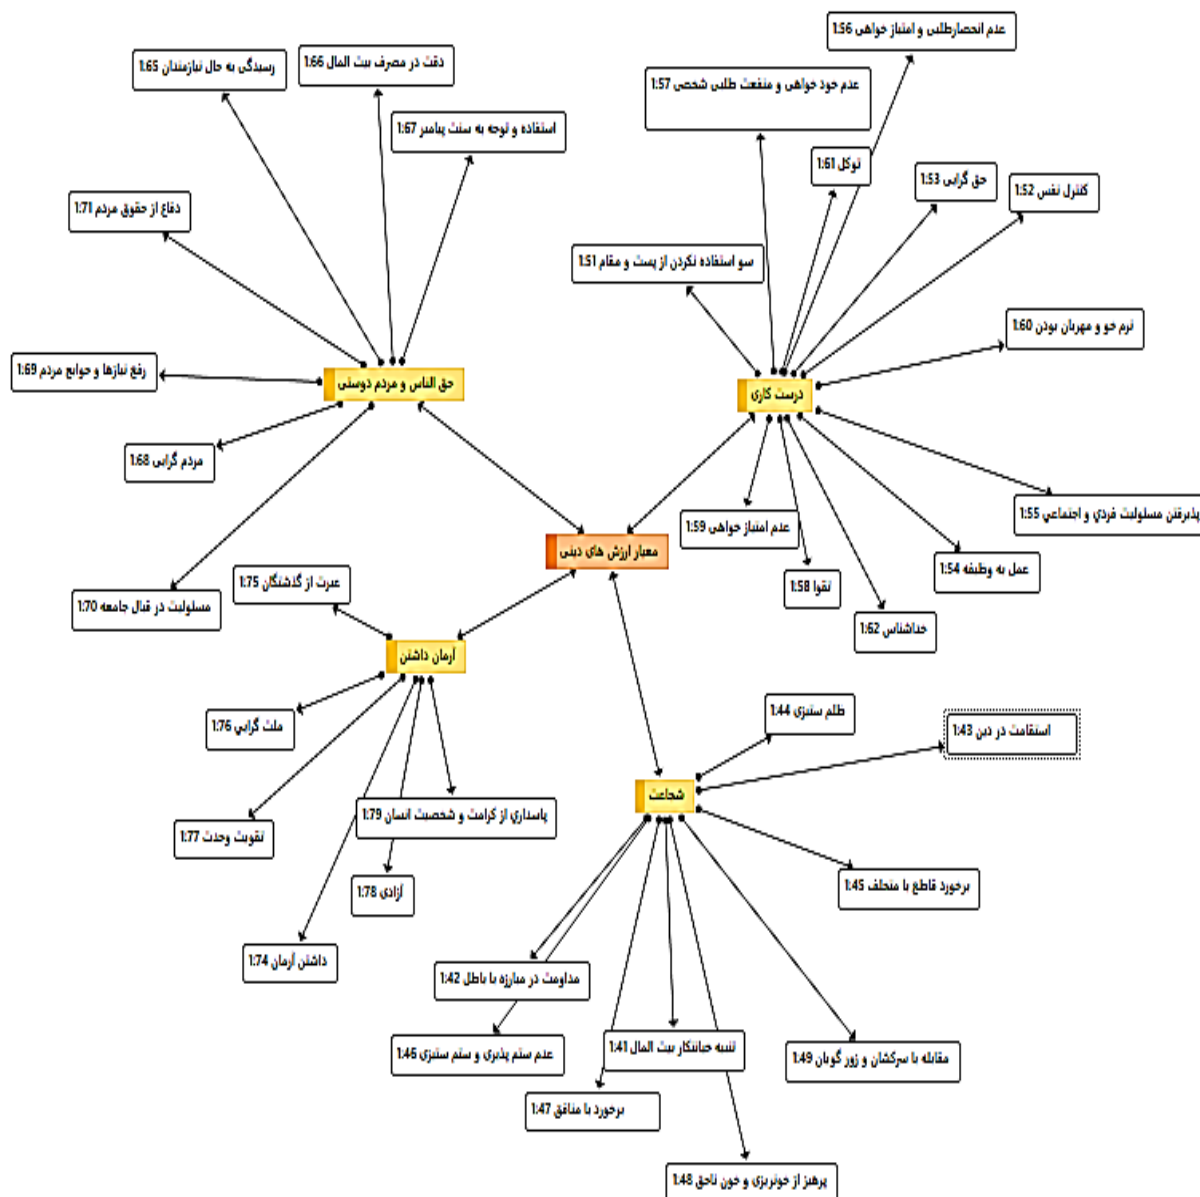 عدم انحصارطلبی و امتیاز خواهی 1:56
دقت در مصرف بیت المال 1:66
رسیدگی به حال نیازمندان 1:65
عدم خود خواهی و منفعت طلبی شخصی 1:57
استفاده و توجه به سنت پیامبر 1:67
توکل 1:61
حق گرایی 1:53
کنترل نفس 1:52
دفاع از حقوق مردم 1:71
سو استفاده نکردن از پست و مقام 1:51
نرم خو و مهربان بودن 1:60
رفع نیازها و حوایج مردم 1:69
حق الناس و مردم دوستی
درست کاری
مردم گرایی 1:68
پذیرفتن مسئولیت فردي و اجتماعي 1:55
عدم امتیاز خواهی 1:59
معیار ارزش های دینی
عمل به وظیفه 1:54
تقوا 1:58
عبرت از گذشتگان 1:75
مسئولیت در قبال جامعه 1:70
خداشناس 1:62
آرمان داشتن
ظلم ستیزی 1:44
ملت گرایي 1:76
استقامت در دین 1:43
شجاعت
پاسداري از کرامت و شخصیت انسان 1:79
تقویت وحدت 1:77
آزادی 1:78
برخورد قاطع با متخلف 1:45
داشتن آرمان 1:74
مداومت در مبارزه با باطل 1:42
عدم ستم پذیری و ستم ستیزی 1:46
تنبیه خیانتکار بیت المال 1:41
مقابله با سرکشان و زور گویان 1:49
برخورد با منافق 1:47
پرهیز از خونریزی و خون ناحق 1:48